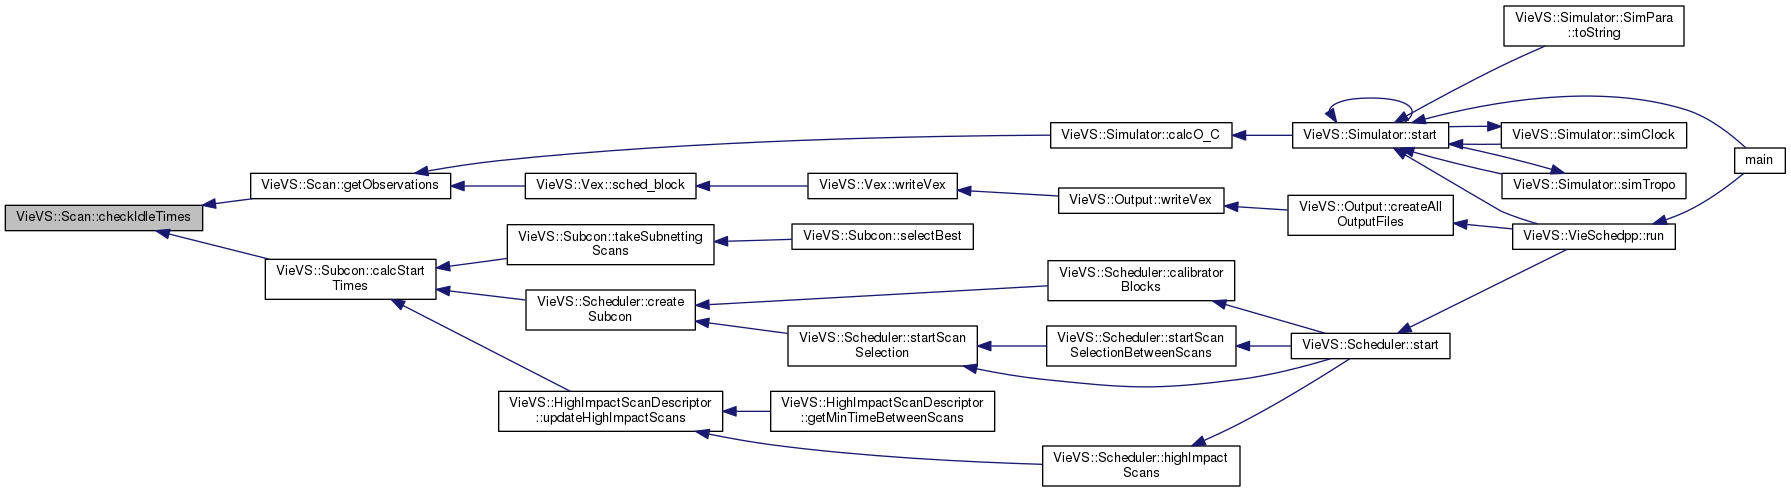 VieVS::Simulator::SimPara
::toString
VieVS::Simulator::calcO_C
VieVS::Simulator::start
VieVS::Simulator::simClock
main
VieVS::Scan::getObservations
VieVS::Vex::sched_block
VieVS::Vex::writeVex
VieVS::Output::writeVex
VieVS::Simulator::simTropo
VieVS::Scan::checkIdleTimes
VieVS::Output::createAll
OutputFiles
VieVS::VieSchedpp::run
VieVS::Subcon::takeSubnetting
Scans
VieVS::Subcon::selectBest
VieVS::Subcon::calcStart
Times
VieVS::Scheduler::calibrator
Blocks
VieVS::Scheduler::create
Subcon
VieVS::Scheduler::startScan
Selection
VieVS::Scheduler::startScan
SelectionBetweenScans
VieVS::Scheduler::start
VieVS::HighImpactScanDescriptor
::updateHighImpactScans
VieVS::HighImpactScanDescriptor
::getMinTimeBetweenScans
VieVS::Scheduler::highImpact
Scans